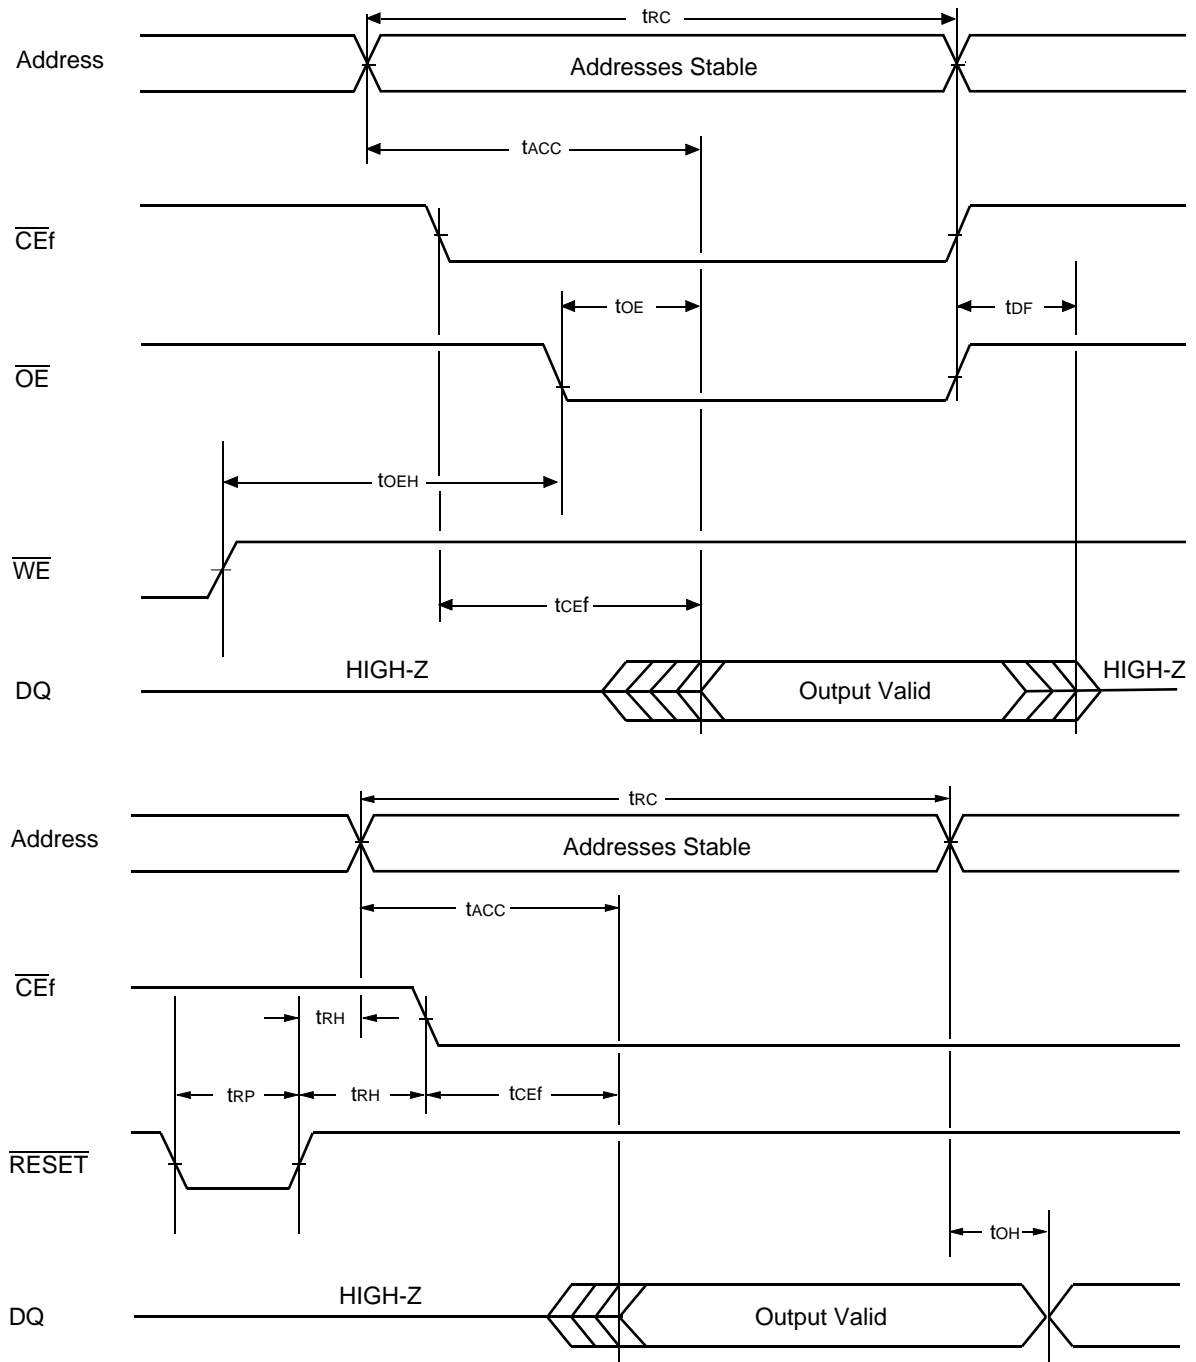 tRC
Address
Addresses Stable
tACC
CEf
tOE
tDF
OE
tOEH
WE
tCEf
HIGH-Z
HIGH-Z
DQ
Output Valid
tRC
Address
Addresses Stable
tACC
CEf
tRH
tRP
tRH
tCEf
RESET
tOH
HIGH-Z
DQ
Output Valid